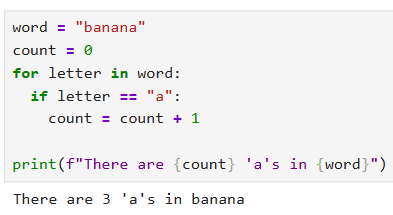 word = "banana"
count = 0
for letter in word:
  if letter == "a":
    count = count + 1

print(f"There are {count} 'a's in {word}")
There are 3 'a's in banana